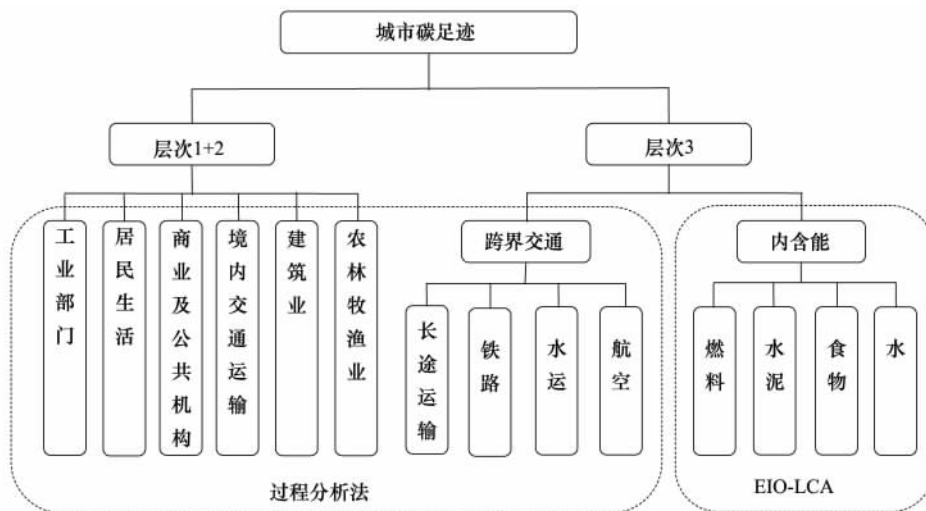 城市碳足迹
层次1+2
层次3
工业部门
居民生活
商业及公共机构
境内交通运输
建筑业
农林牧渔业
跨界交通
长途运输
铁路
水运
航空
内含能
燃料
水泥
食物
水
过程分析法
EIO-LCA